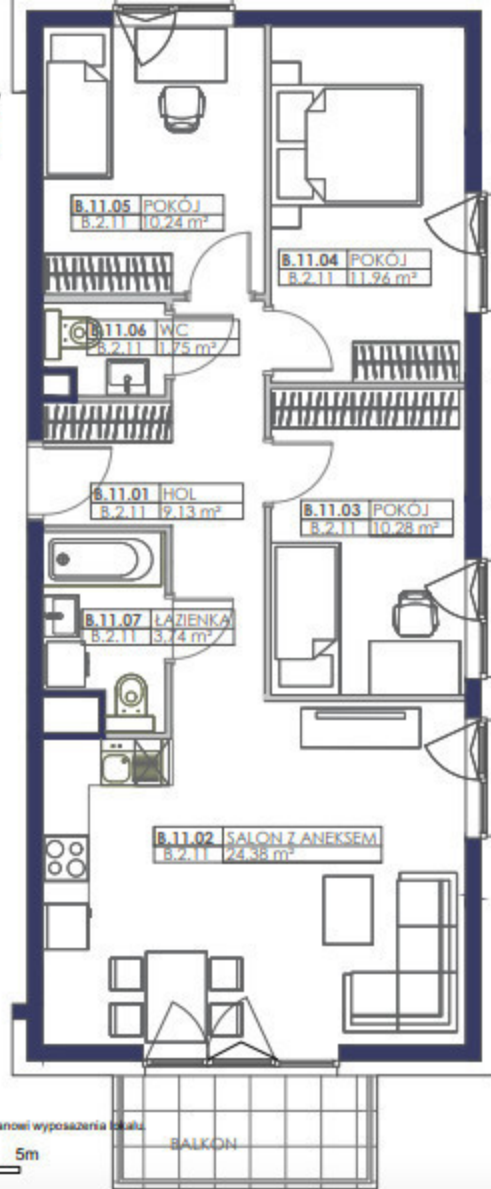 B.11.05 POKÓJ
B.2.11 10,24 m²
B.11.04 POKÓJ
B.2.11 11,96 m²
B.11.06 WC
B.2.11 1,75 m²
B.11.01 HOL
B.2.11 9,13 m²
B.11.03 POKÓJ
B.2.11 10,28 m²
B.11.07 ŁAZIENKA
B.2.11 3,74 m²
B.11.02 SALON Z ANEKSEM
B.2.11 24,38 m²
anowi wyposażenia lokalu.
BALKON
5m